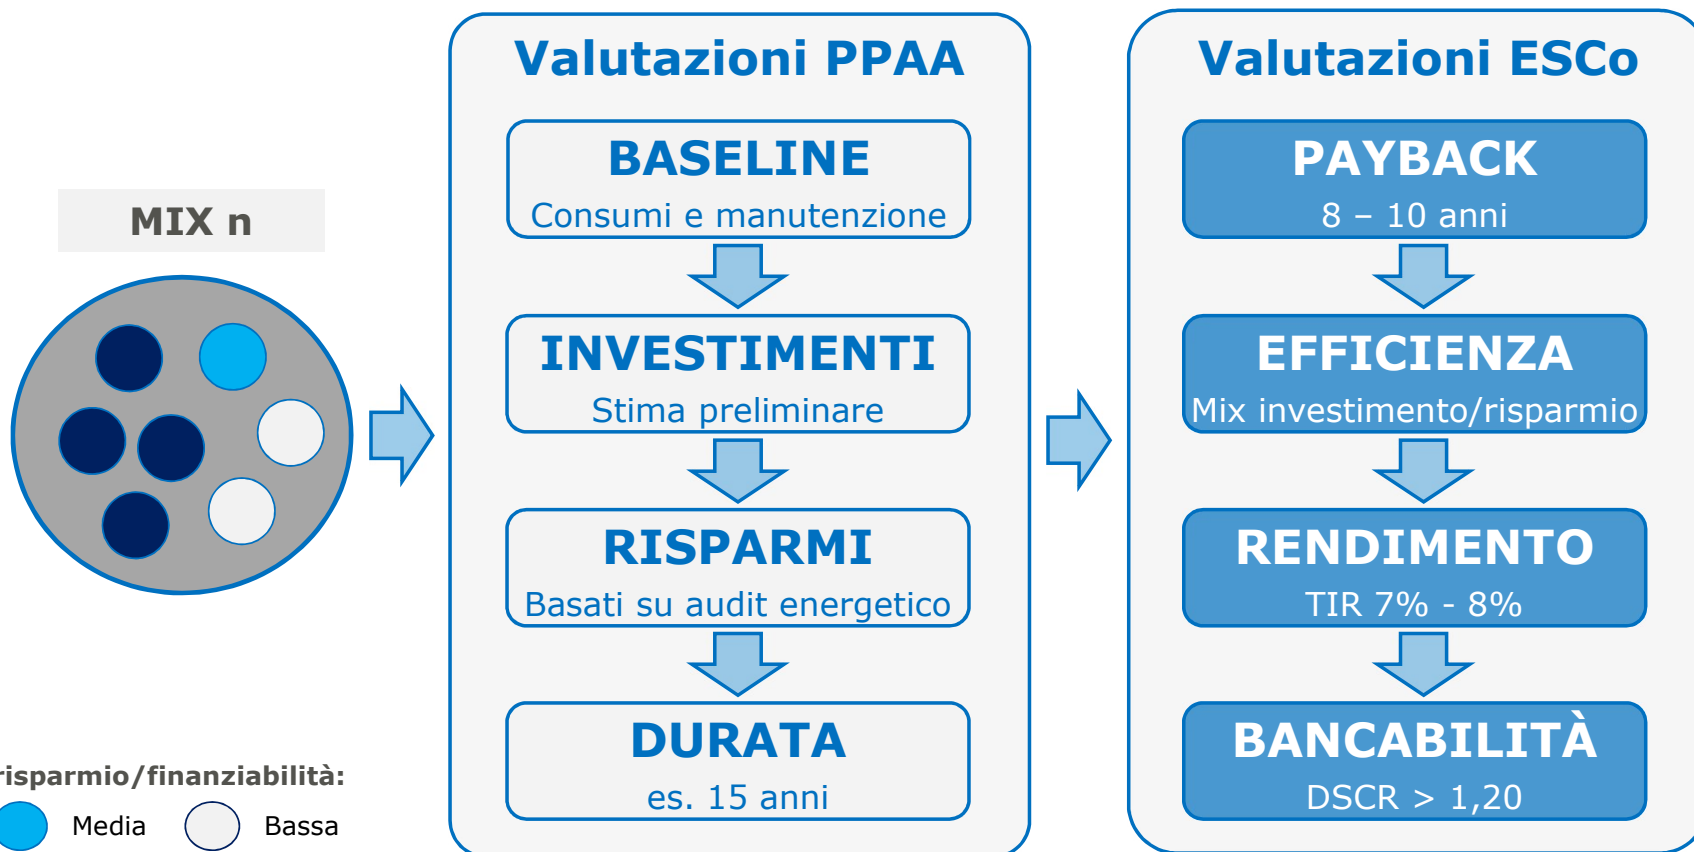 MIX n
risparmio/finanziabilità:
Media
Bassa
Valutazioni PPAA
BASELINE
Consumi e manutenzione
INVESTIMENTI
Stima preliminare
RISPARMI
Basati su audit energetico
DURATA
es. 15 anni
Valutazioni ESCo
PAYBACK
8 – 10 anni
EFFICIENZA
Mix investimento/risparmio
RENDIMENTO
TIR 7% - 8%
BANCABILITÀ
DSCR > 1,20